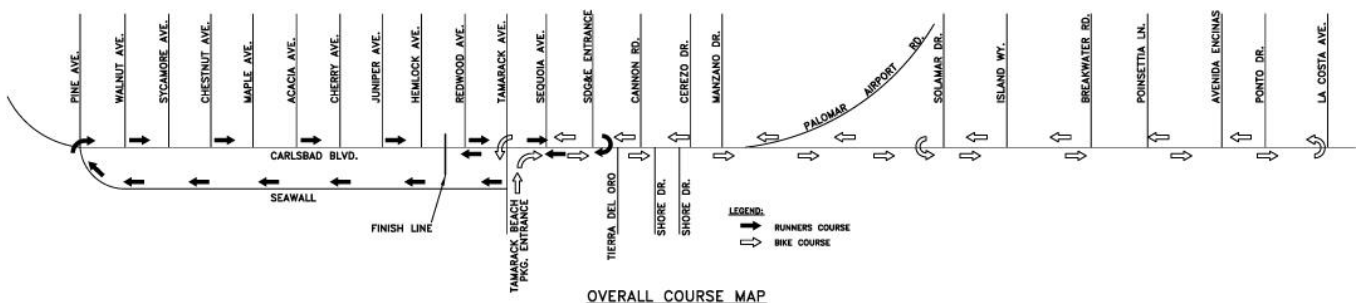 PINE AVE.
WALNUT AVE.
SYCAMORE AVE.
CHESTNUT AVE.
MAPLE AVE.
ACACIA AVE.
CHERRY AVE.
JUNIPER AVE.
HEMLOCK AVE.
REDWOOD AVE.
TAMARACK AVE.
SEQUOIA AVE.
SDG&E ENTRANCE
CANNON RD.
CEREZO DR.
MANZANO DR.
PALOMAR AIRPORT RD.
SOLAMAR DR.
ISLAND WY.
BREAKWATER RD.
POINSETTIA LN.
AVENIDA ENCINAS
PONTO DR.
LA COSTA AVE.
CARLSBAD BLVD.
SEAWALL
FINISH LINE
TAMARACK BEACH
PKG. ENTRANCE
TIERRA DEL ORO
SHORE DR.
SHORE DR.
LEGEND:
RUNNERS COURSE
BIKE COURSE
OVERALL COURSE MAP